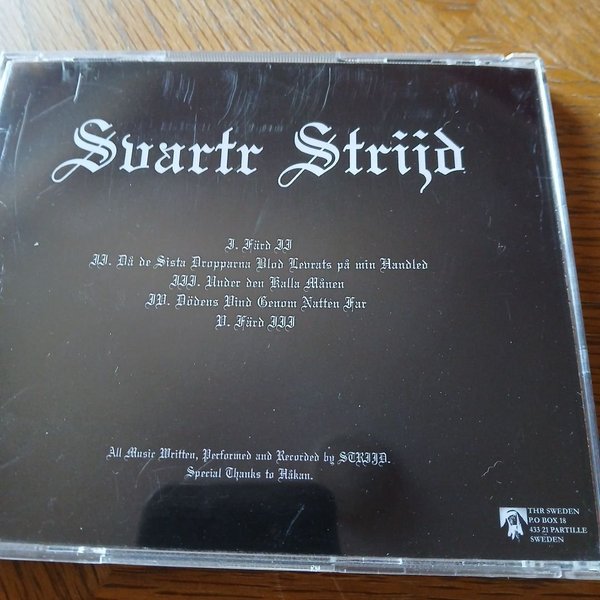 Svartr Strijd
I. Färd II
II. Då de Sista Dropparna Blod Levrats på min Handled
III. Under den Kalla Månen
IV. Dödens Vind Genom Natten Far
V. Färd III
All Music Written, Performed and Recorded by STRIJD.
Special Thanks to Håkan.
THR SWEDEN
P.O BOX 18
433 21 PARTILLE
SWEDEN